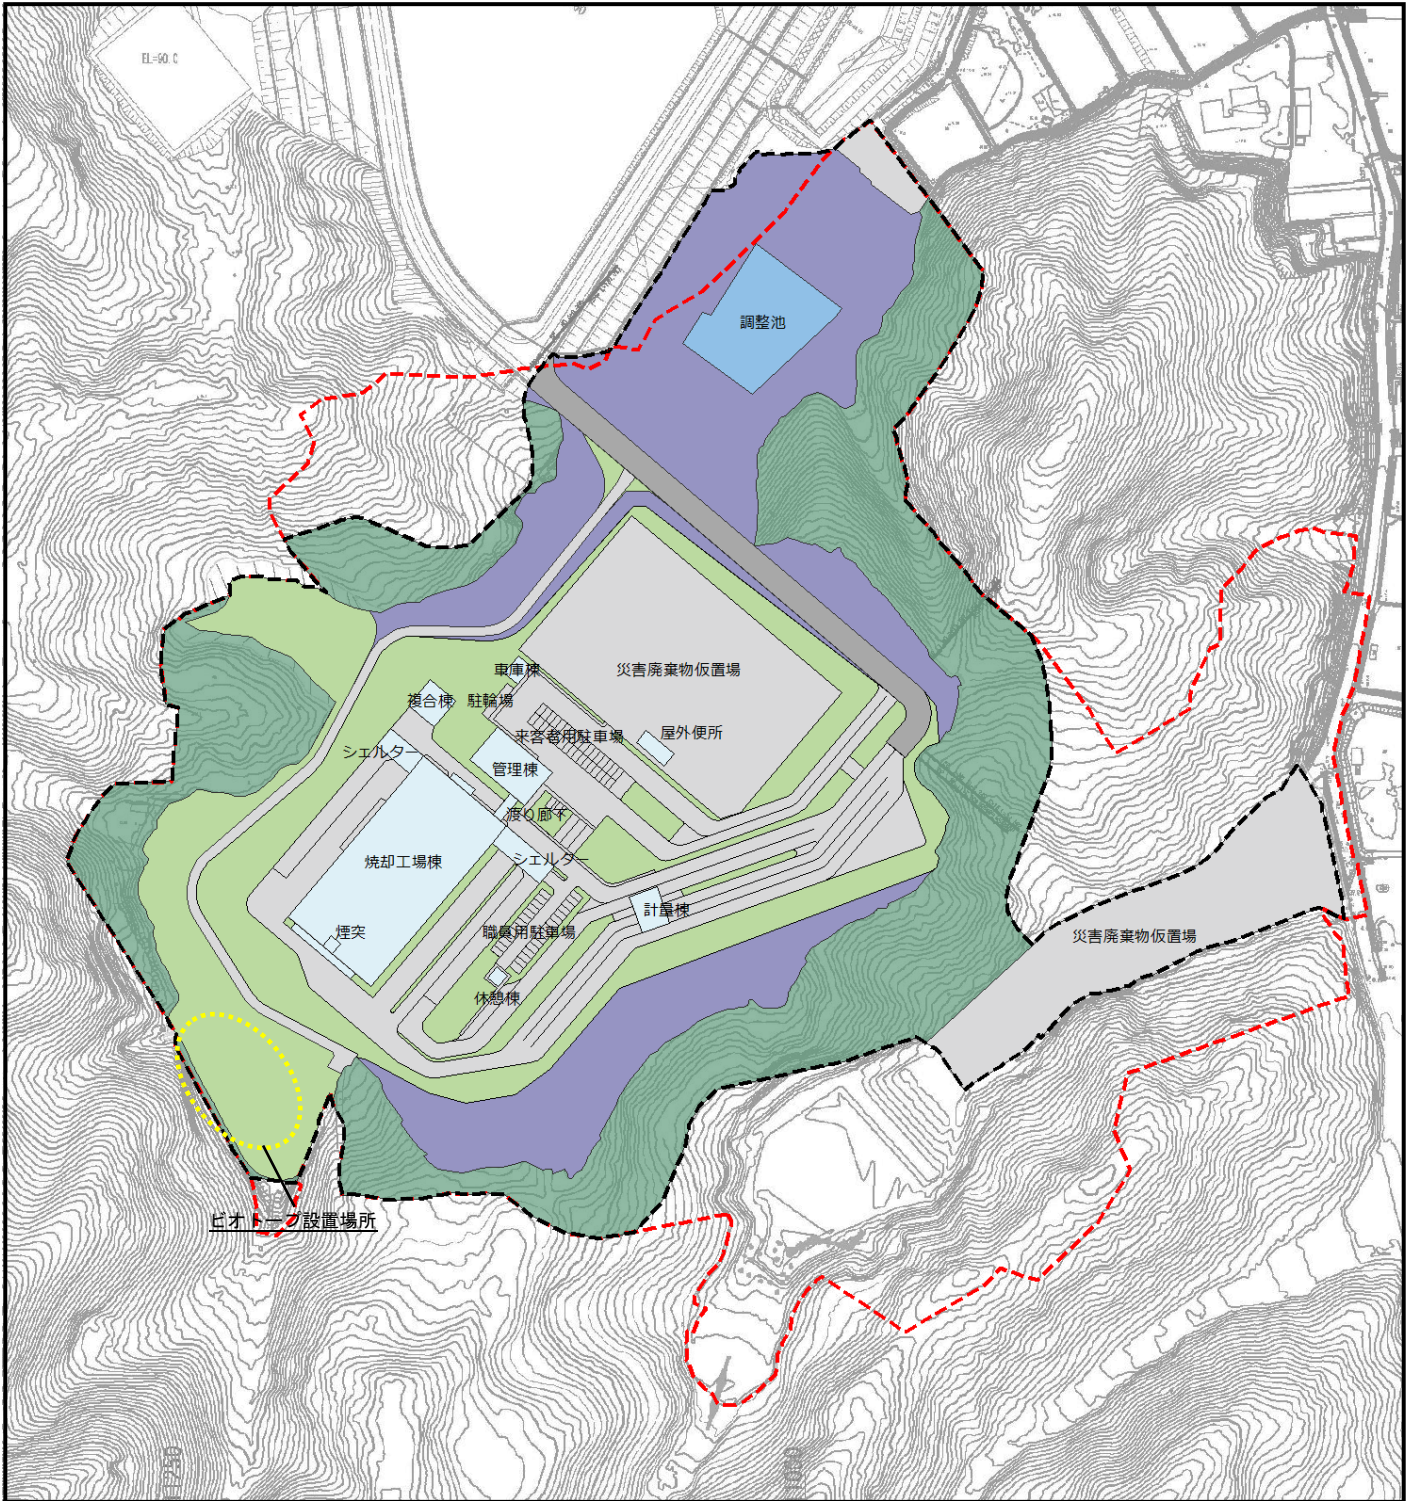 EL=90.0
調整池
災害廃棄物仮置場
車庫棟
複合棟
駐輪場
来客者用駐車場
屋外便所
シェルター
管理棟
渡り廊下
焼却工場棟
シェルター
計量棟
煙突
職員用駐車場
災害廃棄物仮置場
休憩棟
ビオトープ設置場所